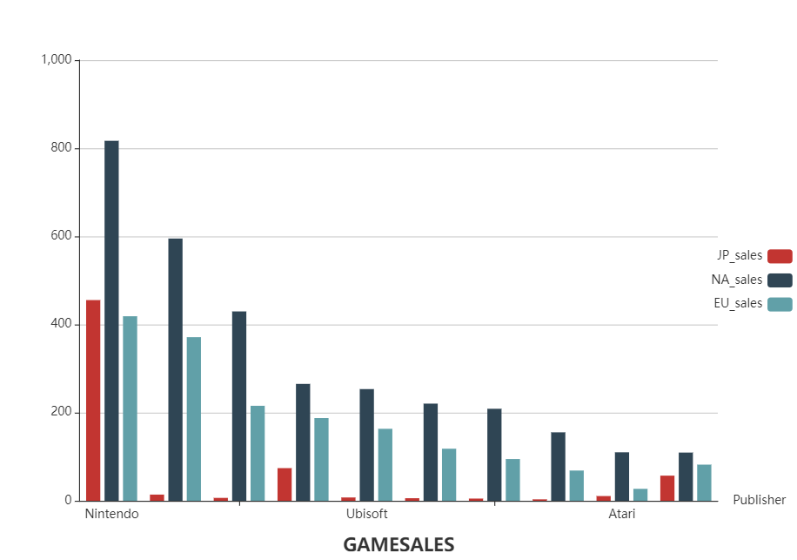 1,000
800
600
400
200
0
JP_sales
NA_sales
EU_sales
Publisher
Nintendo Ubisoft Atari
GAMESALES